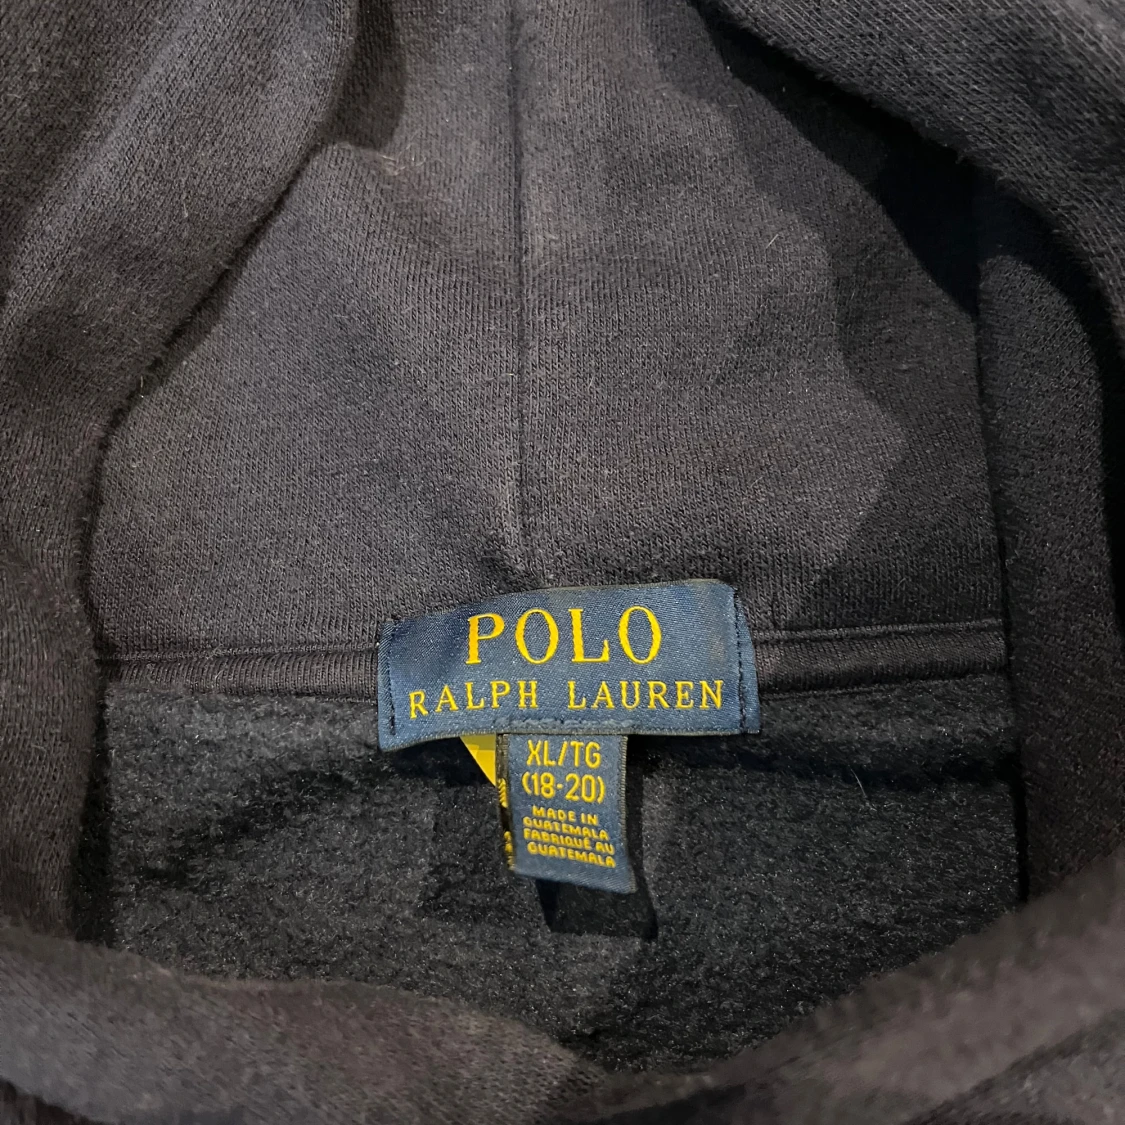 POLO
RALPH LAUREN
XL/TG
(18-20)
MADE IN
GUATEMALA
FABRIQUÉ AU
GUATEMALA